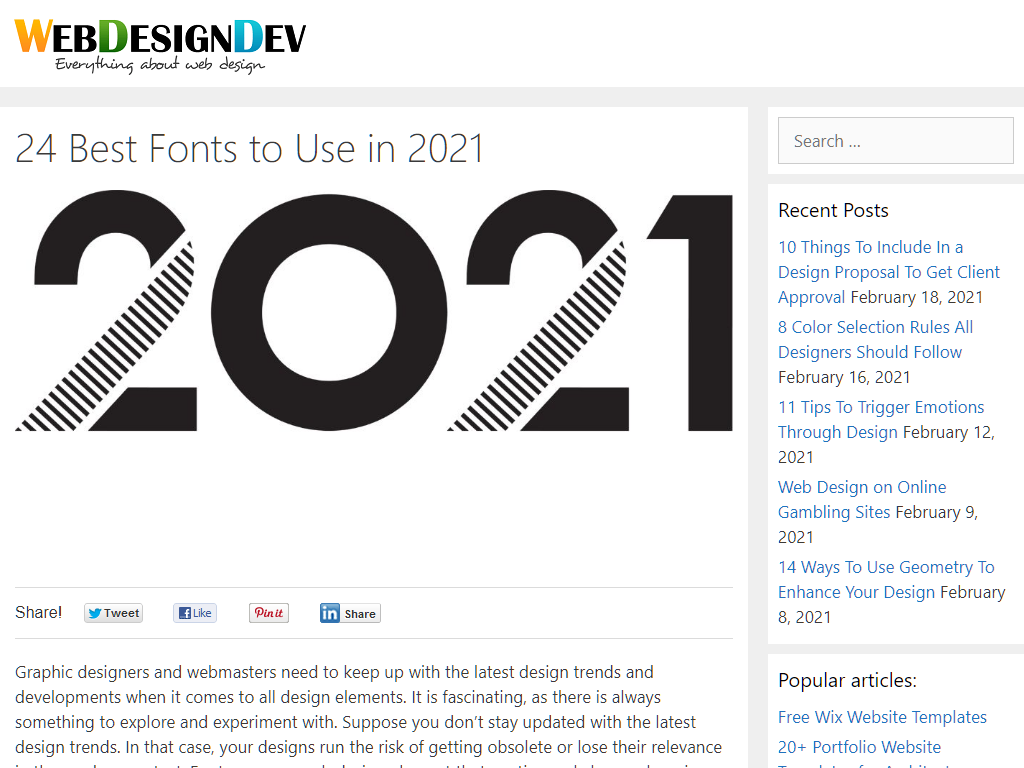 WEBDESIGNDEV
Everything about web design
24 Best Fonts to Use in 2021
2021
Share!
Tweet
Like
Pin it
in Share
Graphic designers and webmasters need to keep up with the latest design trends and
developments when it comes to all design elements. It is fascinating, as there is always
something to explore and experiment with. Suppose you don’t stay updated with the latest
design trends. In that case, your designs run the risk of getting obsolete or lose their relevance
Search ...
Recent Posts
10 Things To Include In a
Design Proposal To Get Client
Approval February 18, 2021
8 Color Selection Rules All
Designers Should Follow
February 16, 2021
11 Tips To Trigger Emotions
Through Design February 12,
2021
Web Design on Online
Gambling Sites February 9,
2021
14 Ways To Use Geometry To
Enhance Your Design February
8, 2021
Popular articles:
Free Wix Website Templates
20+ Portfolio Website